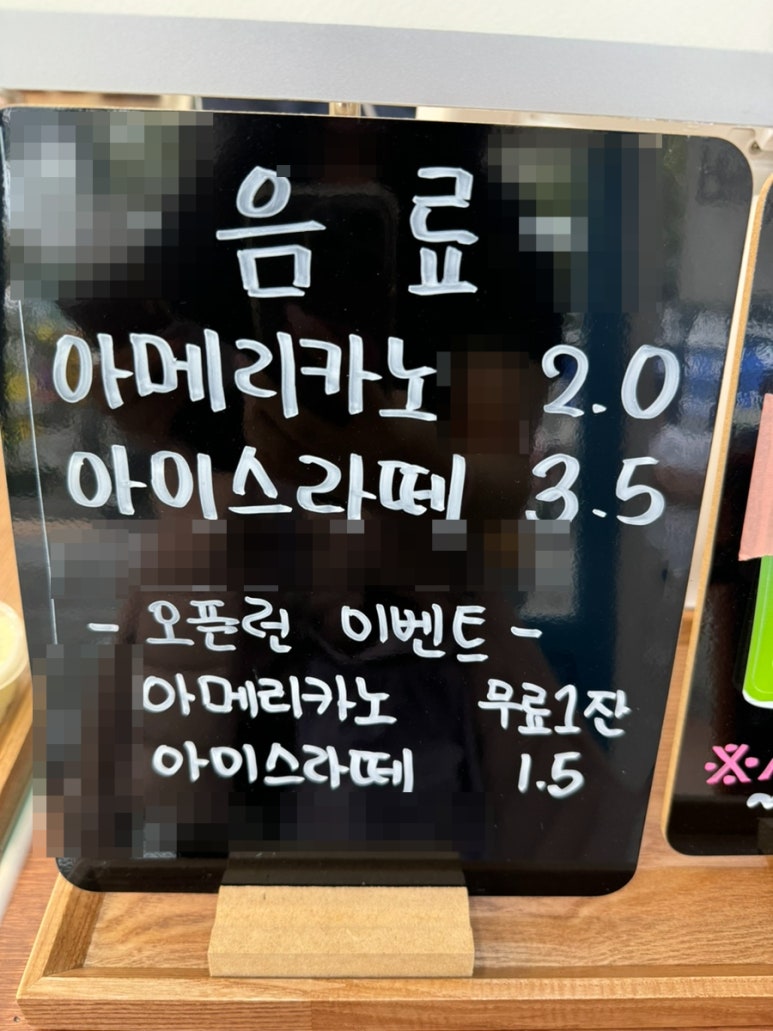 음료
아메리카노 2.0
아이스라떼 3.5
- 오픈런 이벤트 -
아메리카노 무료1잔
아이스라떼 1.5
※